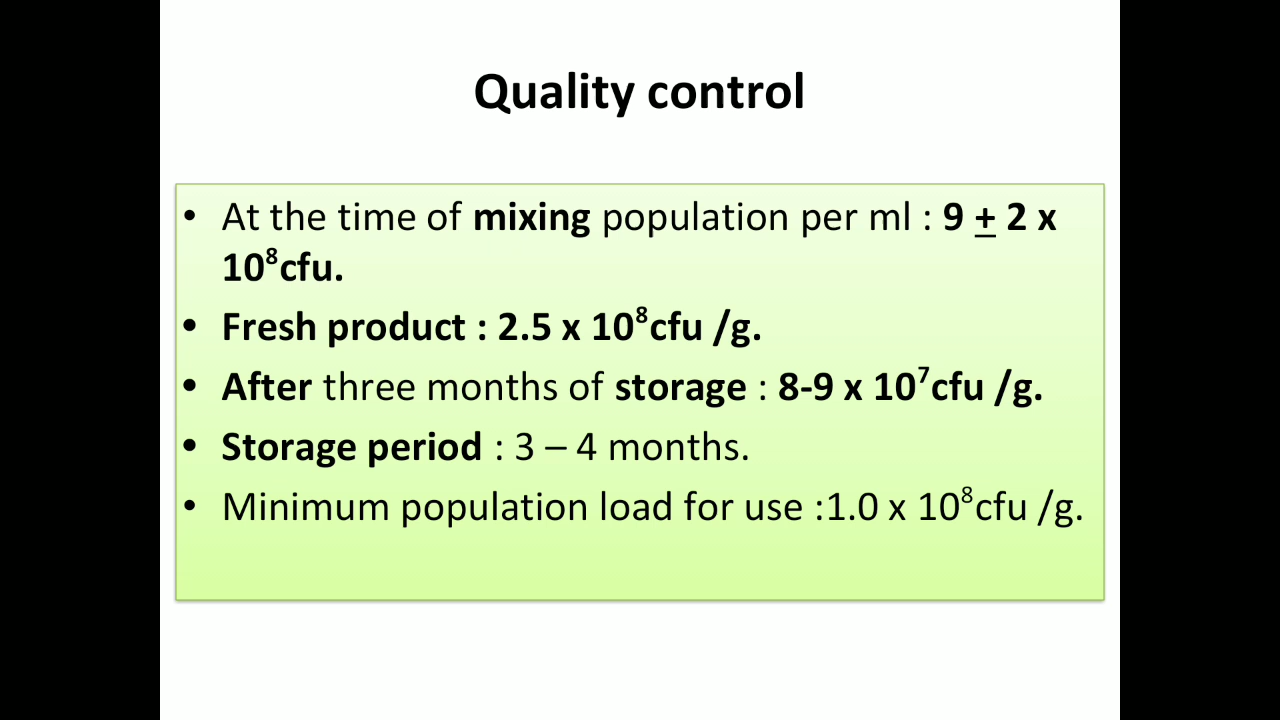 Quality control
• At the time of mixing population per ml : 9 ± 2 x
10⁸cfu.
• Fresh product : 2.5 x 10⁸cfu /g.
• After three months of storage : 8-9 x 10⁷cfu /g.
• Storage period : 3 – 4 months.
• Minimum population load for use :1.0 x 10⁸cfu /g.